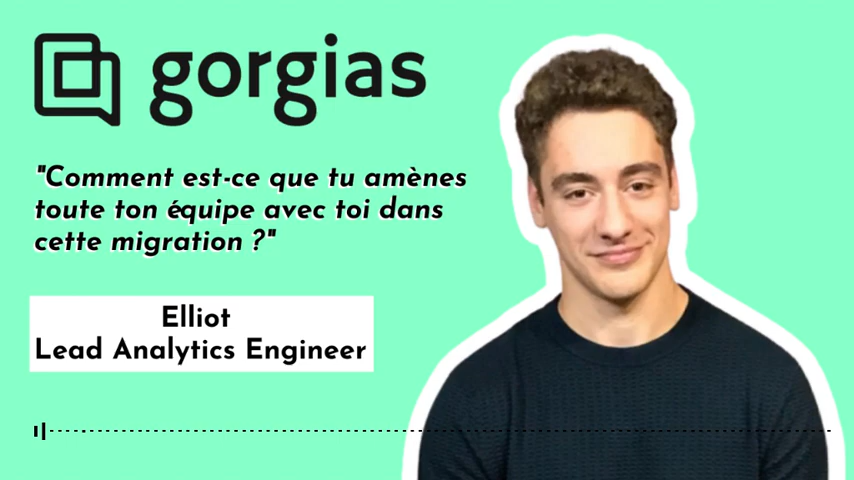 gorgias
"Comment est-ce que tu amènes
toute ton équipe avec toi dans
cette migration ?"
Elliot
Lead Analytics Engineer